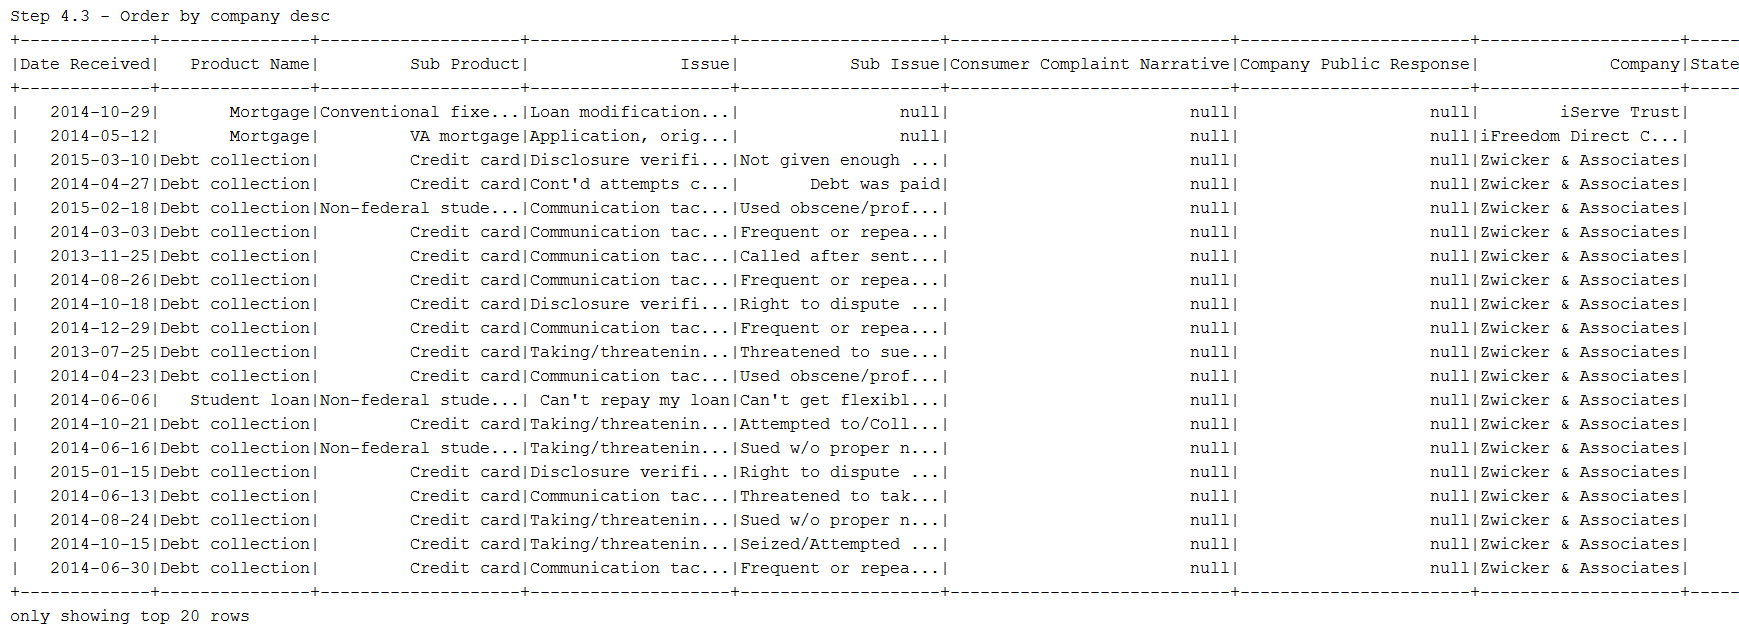 Step 4.3 - Order by company desc
+-------------+---------------+--------------------+--------------------+--------------------+----------------------------+-----------------------+--------------------+-----
|Date Received|   Product Name|         Sub Product|               Issue|           Sub Issue|Consumer Complaint Narrative|Company Public Response|             Company|State
+-------------+---------------+--------------------+--------------------+--------------------+----------------------------+-----------------------+--------------------+-----
|   2014-10-29|       Mortgage|Conventional fixe...|Loan modification...|                null|                        null|                   null|        iServe Trust|
|   2014-05-12|       Mortgage|         VA mortgage|Application, orig...|                null|                        null|                   null|iFreedom Direct C...|
|   2015-03-10|Debt collection|         Credit card|Disclosure verifi...|Not given enough ...|                        null|                   null|Zwicker & Associates|
|   2014-04-27|Debt collection|         Credit card|Cont'd attempts c...|       Debt was paid|                        null|                   null|Zwicker & Associates|
|   2015-02-18|Debt collection|Non-federal stude...|Communication tac...|Used obscene/prof...|                        null|                   null|Zwicker & Associates|
|   2014-03-03|Debt collection|         Credit card|Communication tac...|Frequent or repea...|                        null|                   null|Zwicker & Associates|
|   2013-11-25|Debt collection|         Credit card|Communication tac...|Called after sent...|                        null|                   null|Zwicker & Associates|
|   2014-08-26|Debt collection|         Credit card|Communication tac...|Frequent or repea...|                        null|                   null|Zwicker & Associates|
|   2014-10-18|Debt collection|         Credit card|Disclosure verifi...|Right to dispute ...|                        null|                   null|Zwicker & Associates|
|   2014-12-29|Debt collection|         Credit card|Communication tac...|Frequent or repea...|                        null|                   null|Zwicker & Associates|
|   2013-07-25|Debt collection|         Credit card|Taking/threatenin...|Threatened to sue...|                        null|                   null|Zwicker & Associates|
|   2014-04-23|Debt collection|         Credit card|Communication tac...|Used obscene/prof...|                        null|                   null|Zwicker & Associates|
|   2014-06-06|   Student loan|Non-federal stude...| Can't repay my loan|Can't get flexibl...|                        null|                   null|Zwicker & Associates|
|   2014-10-21|Debt collection|         Credit card|Taking/threatenin...|Attempted to/Coll...|                        null|                   null|Zwicker & Associates|
|   2014-06-16|Debt collection|Non-federal stude...|Taking/threatenin...|Sued w/o proper n...|                        null|                   null|Zwicker & Associates|
|   2015-01-15|Debt collection|         Credit card|Disclosure verifi...|Right to dispute ...|                        null|                   null|Zwicker & Associates|
|   2014-06-13|Debt collection|         Credit card|Communication tac...|Threatened to tak...|                        null|                   null|Zwicker & Associates|
|   2014-08-24|Debt collection|         Credit card|Taking/threatenin...|Sued w/o proper n...|                        null|                   null|Zwicker & Associates|
|   2014-10-15|Debt collection|         Credit card|Taking/threatenin...|Seized/Attempted ...|                        null|                   null|Zwicker & Associates|
|   2014-06-30|Debt collection|         Credit card|Communication tac...|Frequent or repea...|                        null|                   null|Zwicker & Associates|
+-------------+---------------+--------------------+--------------------+--------------------+----------------------------+-----------------------+--------------------+-----
only showing top 20 rows